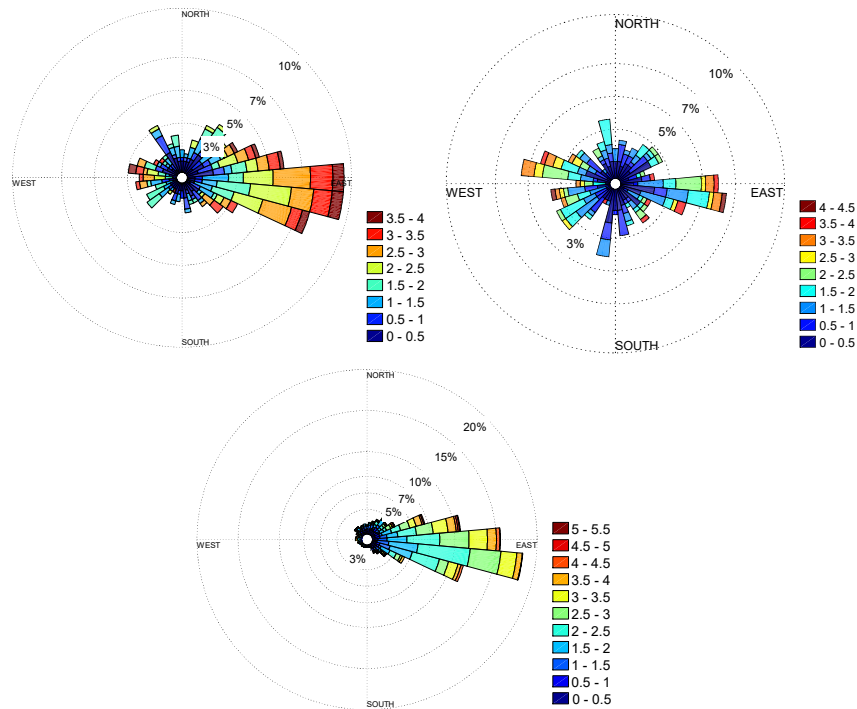 NORTH
10%
7%
5%
3%
WEST
EAST
SOUTH
3.5 - 4
3 - 3.5
2.5 - 3
2 - 2.5
1.5 - 2
1 - 1.5
0.5 - 1
0 - 0.5
NORTH
10%
7%
5%
3%
WEST
EAST
SOUTH
4 - 4.5
3.5 - 4
3 - 3.5
2.5 - 3
2 - 2.5
1.5 - 2
1 - 1.5
0.5 - 1
0 - 0.5
NORTH
20%
15%
10%
7%
5%
3%
WEST
EAST
SOUTH
5 - 5.5
4.5 - 5
4 - 4.5
3.5 - 4
3 - 3.5
2.5 - 3
2 - 2.5
1.5 - 2
1 - 1.5
0.5 - 1
0 - 0.5